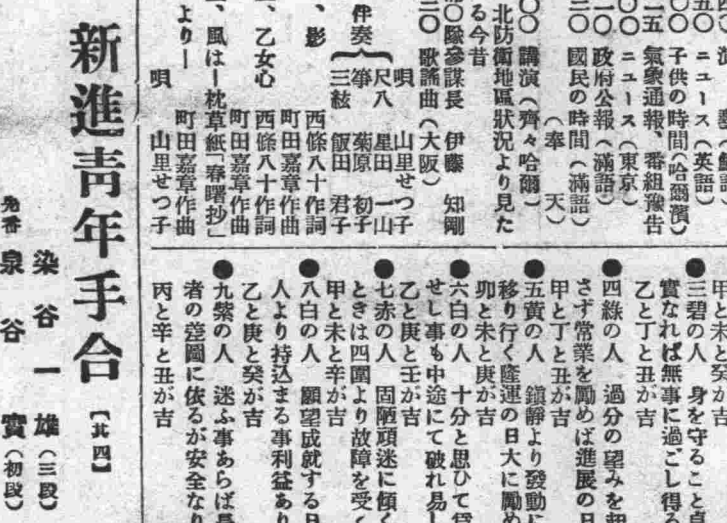 五〇 ニュース(英語)
〇〇 子供の時間(哈爾濱)
一五 氣象通報、番組豫告
〇〇 ニュース(東京)
一〇 政府公報(滿語)
二〇 國民の時間(滿語)
(奉 天)
〇〇 講演(齊々哈爾)
北防衛地區狀況より見た
る今昔
〇隊參謀長 伊藤 知剛
二〇 歌謠曲(大阪)
唄 山里せつ子
伴奏 尺八 星田 一山
箏 菊原 初子
三絃 飯田 君子
、影 西條八十作詞
町田嘉章作曲
、乙女心 西條八十作詞
町田嘉章作曲
、風は—枕草紙「春曙抄」
より— 町田嘉章作曲
唄 山里せつ子
甲と未と癸が吉
●三碧の人 身を守ること
實なれば無事に過ごし得る
乙と丁と丑が吉
●四綠の人 過分の望みを
さず常業を勵めば進展の日
甲と丁と丑が吉
●五黃の人 鎭靜より發動に
移り行く隆運の日大に勵め
卯と未と庚が吉
●六白の人 十分と思ひて
せし事も中途にて破れ易し
乙と庚と壬が吉
●七赤の人 固陋頑迷に傾く
ときは四圍より故障を受く
甲と未と辛が吉
●八白の人 願望成就する日
人より持込まる事利益あり
乙と庚と癸が吉
●九紫の人 迷ふ事あらば長
者の差圖に依るが安全なり
丙と辛と丑が吉
新進靑年手合【其四】
染谷一雄(三段)
先番 泉谷 實(初段)